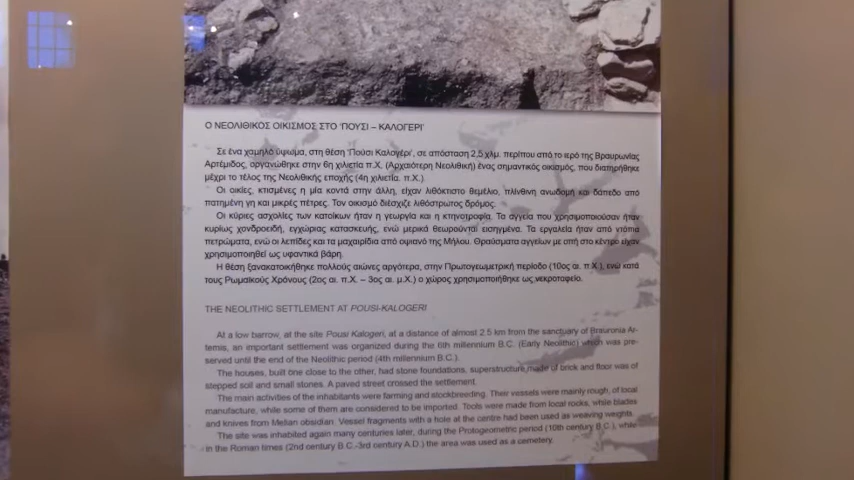 Ο ΝΕΟΛΙΘΙΚΟΣ ΟΙΚΙΣΜΟΣ ΣΤΟ 'ΠΟΥΣΙ – ΚΑΛΟΓΕΡΙ'
Σε ένα χαμηλό ύψωμα, στη θέση 'Πούσι Καλογέρι', σε απόσταση 2,5 χλμ. περίπου από το ιερό της Βραυρωνίας
Αρτέμιδος, οργανώθηκε στην 6η χιλιετία π.Χ. (Αρχαιότερη Νεολιθική) ένας σημαντικός οικισμός, που διατηρήθηκε
μέχρι το τέλος της Νεολιθικής εποχής (4η χιλιετία. π.Χ.).
Οι οικίες, κτισμένες η μία κοντά στην άλλη, είχαν λιθόκτιστο θεμέλιο, πλίνθινη ανωδομή και δάπεδο από
πατημένη γη και μικρές πέτρες. Τον οικισμό διέσχιζε λιθόστρωτος δρόμος.
Οι κύριες ασχολίες των κατοίκων ήταν η γεωργία και η κτηνοτροφία. Τα αγγεία που χρησιμοποιούσαν ήταν
κυρίως χονδροειδή, εγχώριας κατασκευής, ενώ μερικά θεωρούνται εισηγμένα. Τα εργαλεία ήταν από ντόπια
πετρώματα, ενώ οι λεπίδες και τα μαχαιρίδια από οψιανό της Μήλου. Θραύσματα αγγείων με οπή στο κέντρο είχαν
χρησιμοποιηθεί ως υφαντικά βάρη.
Η θέση ξανακατοικήθηκε πολλούς αιώνες αργότερα, στην Πρωτογεωμετρική περίοδο (10ος αι. π.Χ.), ενώ κατά
τους Ρωμαϊκούς Χρόνους (2ος αι. π.Χ. – 3ος αι. μ.Χ.) ο χώρος χρησιμοποιήθηκε ως νεκροταφείο.
THE NEOLITHIC SETTLEMENT AT POUSI-KALOGERI
At a low barrow, at the site Pousi Kalogeri, at a distance of almost 2.5 km from the sanctuary of Brauronia Ar-
temis, an important settlement was organized during the 6th millennium B.C. (Early Neolithic) which was pre-
served until the end of the Neolithic period (4th millennium B.C.).
The houses, built one close to the other, had stone foundations, superstructure made of brick and floor was of
stepped soil and small stones. A paved street crossed the settlement.
The main activities of the inhabitants were farming and stockbreeding. Their vessels were mainly rough, of local
manufacture, while some of them are considered to be imported. Tools were made from local rocks, while blades
and knives from Melian obsidian. Vessel fragments with a hole at the centre had been used as weaving weights.
The site was inhabited again many centuries later, during the Protogeometric period (10th century B.C.), while
in the Roman times (2nd century B.C.-3rd century A.D.) the area was used as a cemetery.